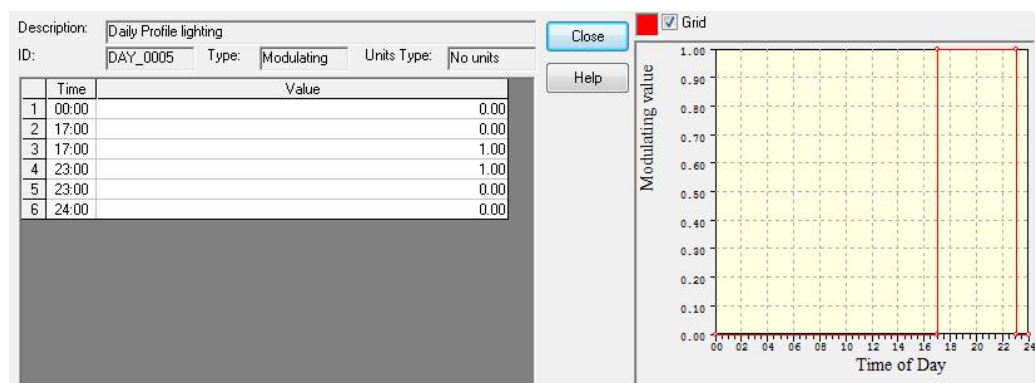 Description: Daily Profile lighting
ID: DAY_0005 Type: Modulating Units Type: No units
Close
Help
Time Value
1 00:00 0.00
2 17:00 0.00
3 17:00 1.00
4 23:00 1.00
5 23:00 0.00
6 24:00 0.00
Grid
Modulating value
1.00
0.90
0.80
0.70
0.60
0.50
0.40
0.30
0.20
0.10
0.00
00 02 04 06 08 10 12 14 16 18 20 22 24
Time of Day